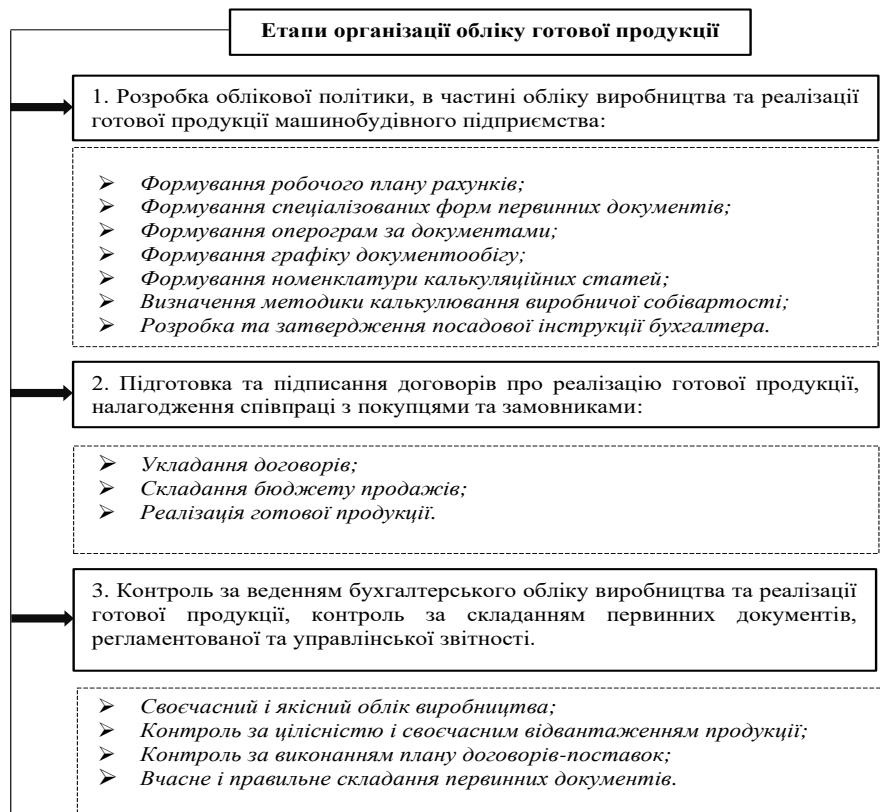 Етапи організації обліку готової продукції
1. Розробка облікової політики, в частині обліку виробництва та реалізації
готової продукції машинобудівного підприємства:
➢ Формування робочого плану рахунків;
➢ Формування спеціалізованих форм первинних документів;
➢ Формування оперограм за документами;
➢ Формування графіку документообігу;
➢ Формування номенклатури калькуляційних статей;
➢ Визначення методики калькулювання виробничої собівартості;
➢ Розробка та затвердження посадової інструкції бухгалтера.
2. Підготовка та підписання договорів про реалізацію готової продукції,
налагодження співпраці з покупцями та замовниками:
➢ Укладання договорів;
➢ Складання бюджету продажів;
➢ Реалізація готової продукції.
3. Контроль за веденням бухгалтерського обліку виробництва та реалізації
готової продукції, контроль за складанням первинних документів,
регламентованої та управлінської звітності.
➢ Своєчасний і якісний облік виробництва;
➢ Контроль за цілісністю і своєчасним відвантаженням продукції;
➢ Контроль за виконанням плану договорів-поставок;
➢ Вчасне і правильне складання первинних документів.